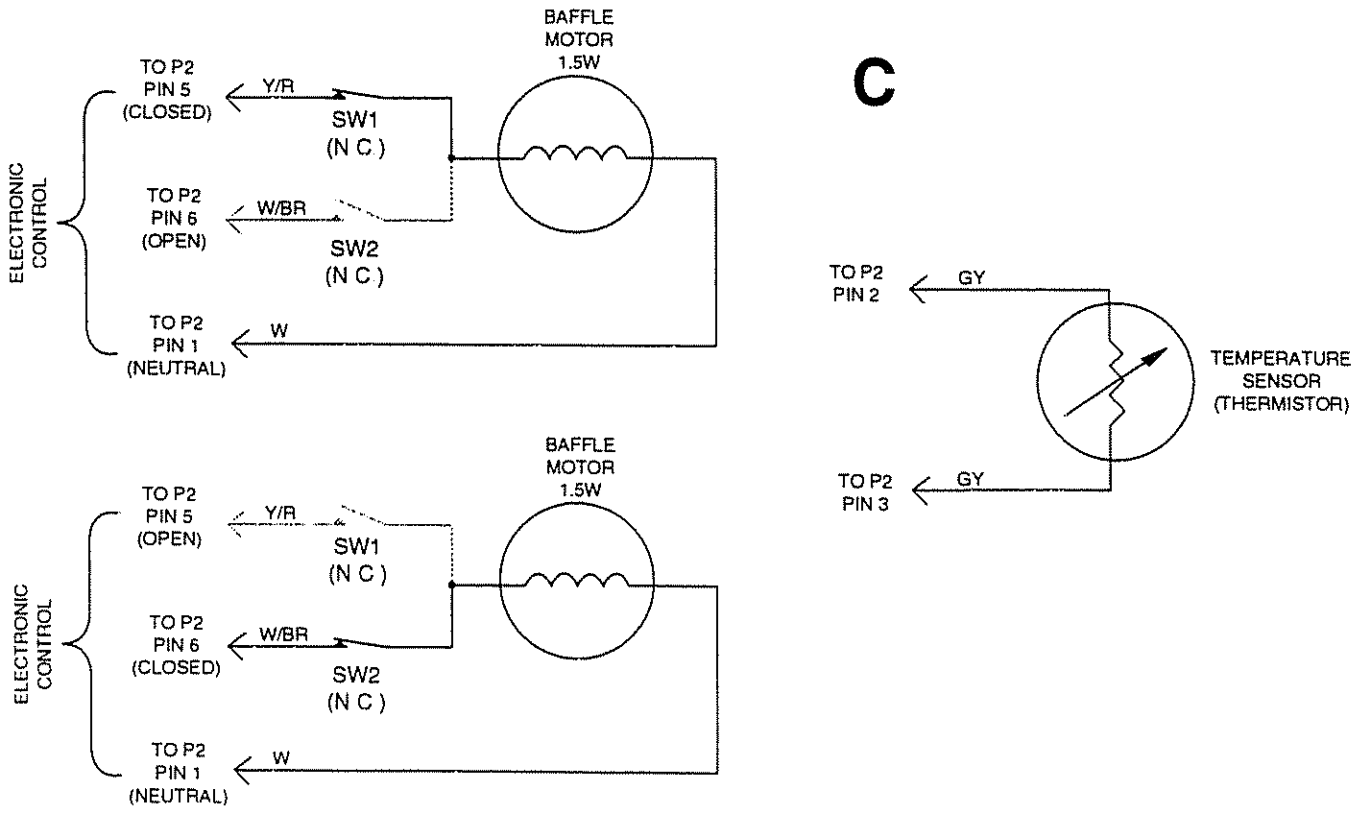 BAFFLE
MOTOR
1.5W
TO P2
PIN 5
(CLOSED)
Y/R
SW1
(N C.)
ELECTRONIC
CONTROL
TO P2
PIN 6
(OPEN)
W/BR
SW2
(N C.)
TO P2
PIN 1
(NEUTRAL)
W
BAFFLE
MOTOR
1.5W
TO P2
PIN 5
(OPEN)
Y/R
SW1
(N C )
ELECTRONIC
CONTROL
TO P2
PIN 6
(CLOSED)
W/BR
SW2
(N C )
TO P2
PIN 1
(NEUTRAL)
W
C
TO P2
PIN 2
GY
TEMPERATURE
SENSOR
(THERMISTOR)
TO P2
PIN 3
GY